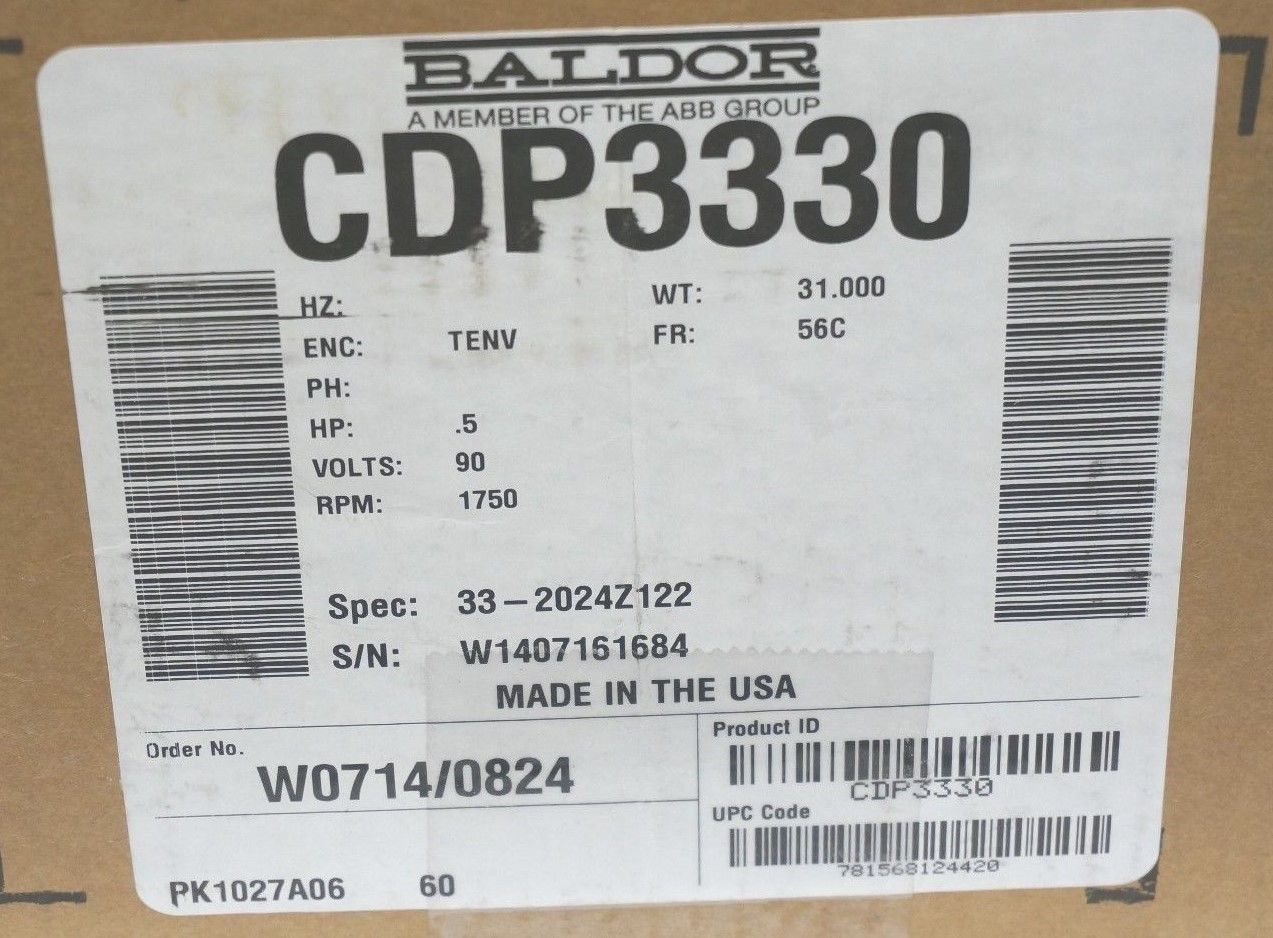 BALDOR
A MEMBER OF THE ABB GROUP
CDP3330
HZ:
ENC: TENV
PH:
HP: .5
VOLTS: 90
RPM: 1750
WT: 31.000
FR: 56C
Spec: 33-2024Z122
S/N: W1407161684
MADE IN THE USA
Order No.
W0714/0824
PK1027A06 60
Product ID
CDP3330
UPC Code
781568124420